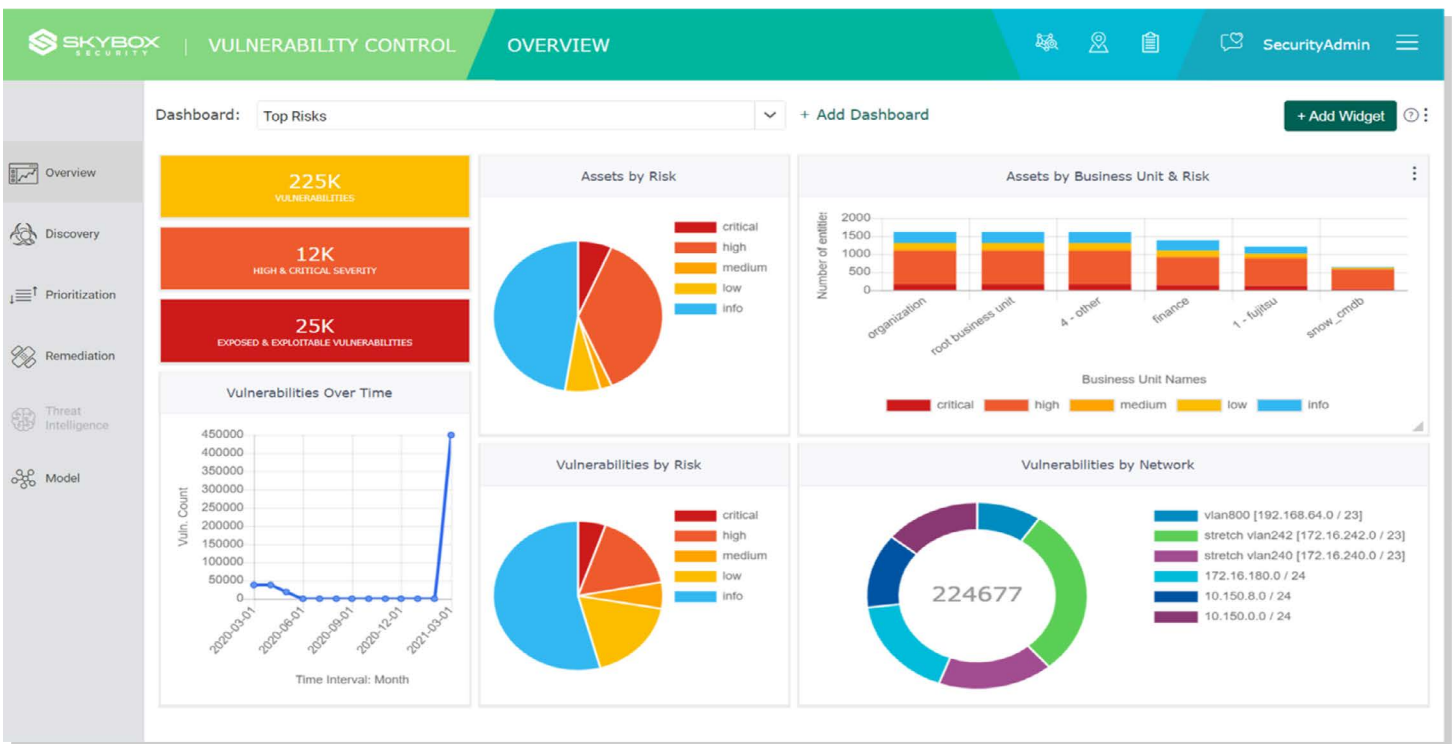 SKYBOX
SECURITY
VULNERABILITY CONTROL
OVERVIEW
SecurityAdmin
Dashboard:
Top Risks
+ Add Dashboard
+ Add Widget
Overview
Discovery
Prioritization
Remediation
Threat
Intelligence
Model
225K
VULNERABILITIES
12K
HIGH & CRITICAL SEVERITY
25K
EXPOSED & EXPLOITABLE VULNERABILITIES
Assets by Risk
critical
high
medium
low
info
Assets by Business Unit & Risk
Number of entities
2000
1500
1000
500
0
organization
root business unit
4 - other
finance
1 - fujitsu
snow_cmdb
Business Unit Names
critical
high
medium
low
info
Vulnerabilities Over Time
Vuln. Count
450000
400000
350000
300000
250000
200000
150000
100000
50000
0
2020-03-01
2020-06-01
2020-09-01
2020-12-01
2021-03-01
Time Interval: Month
Vulnerabilities by Risk
critical
high
medium
low
info
Vulnerabilities by Network
224677
vlan800 [192.168.64.0 / 23]
stretch vlan242 [172.16.242.0 / 23]
stretch vlan240 [172.16.240.0 / 23]
172.16.180.0 / 24
10.150.8.0 / 24
10.150.0.0 / 24